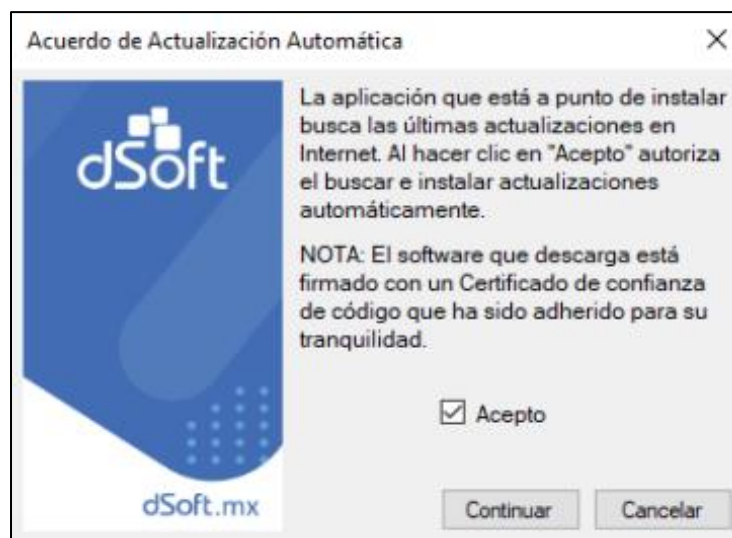 Acuerdo de Actualización Automática
dSoft
La aplicación que está a punto de instalar
busca las últimas actualizaciones en
Internet. Al hacer clic en "Acepto" autoriza
el buscar e instalar actualizaciones
automáticamente.
NOTA: El software que descarga está
firmado con un Certificado de confianza
de código que ha sido adherido para su
tranquilidad.
Acepto
dSoft.mx
Continuar
Cancelar